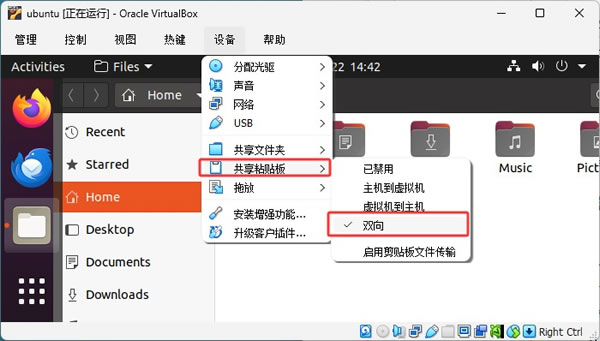 ubuntu [正在运行] - Oracle VirtualBox
管理 控制 视图 热键 设备 帮助
Activities Files 22 14:42
Home
分配光驱
声音
网络
USB
共享文件夹
共享粘贴板
拖放
安装增强功能...
升级客户插件...
已禁用
主机到虚拟机
虚拟机到主机
双向
启用剪贴板文件传输
Recent
Starred
Home
Desktop
Documents
Downloads
Music
Pict
Right Ctrl